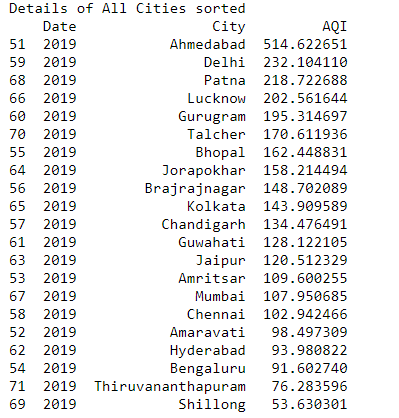 Details of All Cities sorted
Date City AQI
51 2019 Ahmedabad 514.622651
59 2019 Delhi 232.104110
68 2019 Patna 218.722688
66 2019 Lucknow 202.561644
60 2019 Gurugram 195.314697
70 2019 Talcher 170.611936
55 2019 Bhopal 162.448831
64 2019 Jorapokhar 158.214494
56 2019 Brajrajnagar 148.702089
65 2019 Kolkata 143.909589
57 2019 Chandigarh 134.476491
61 2019 Guwahati 128.122105
63 2019 Jaipur 120.512329
53 2019 Amritsar 109.600255
67 2019 Mumbai 107.950685
58 2019 Chennai 102.942466
52 2019 Amaravati 98.497309
62 2019 Hyderabad 93.980822
54 2019 Bengaluru 91.602740
71 2019 Thiruvananthapuram 76.283596
69 2019 Shillong 53.630301